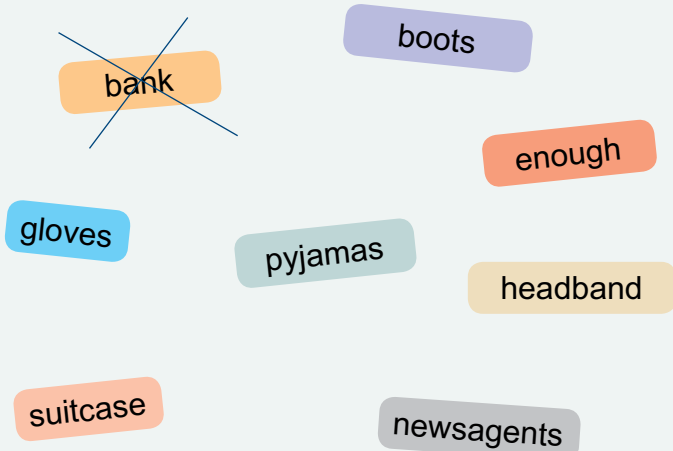 boots
bank
enough
gloves
pyjamas
headband
suitcase
newsagents